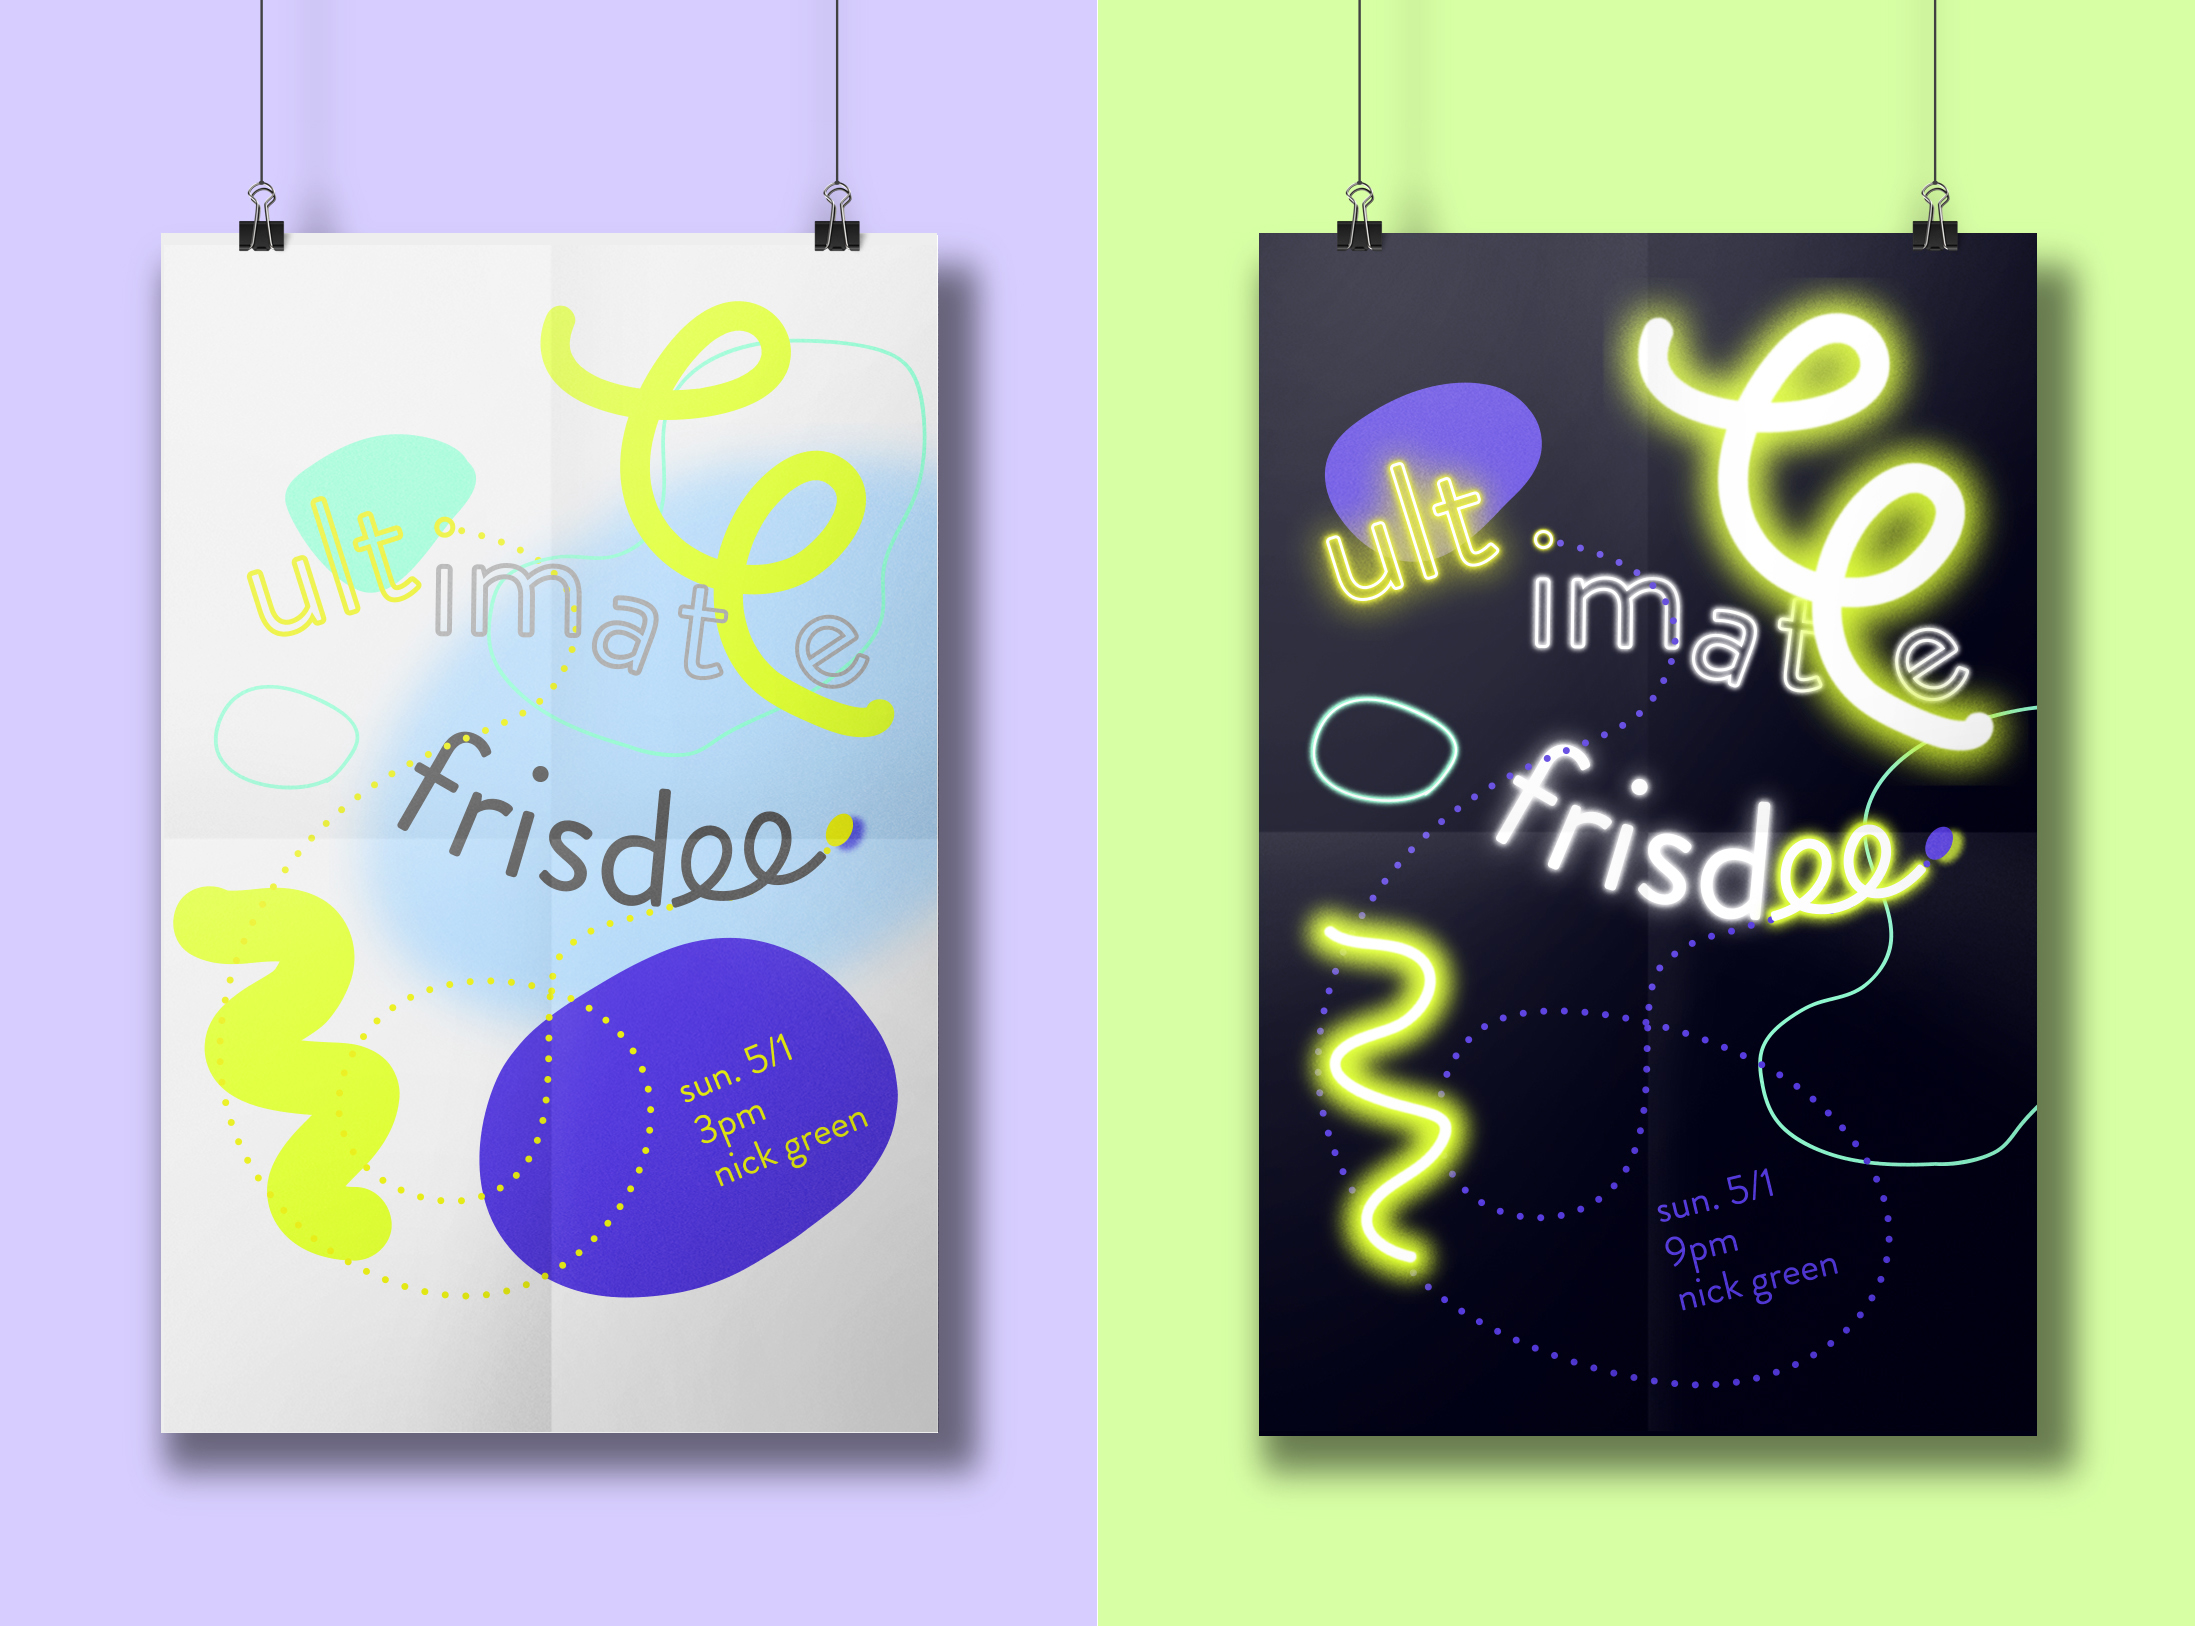 ultimate
frisdee
sun. 5/1
3pm
nick green
ultimate
frisdee
sun. 5/1
9pm
nick green